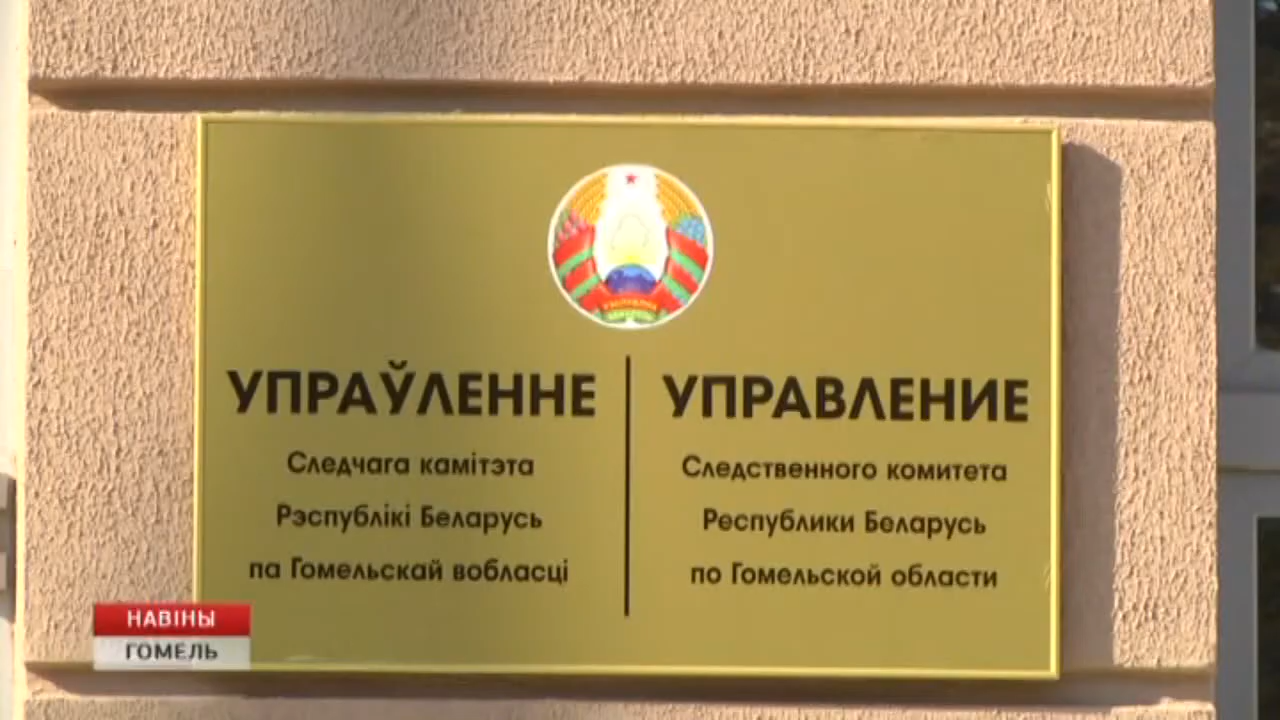 УПРАЎЛЕННЕ
Следчага камітэта
Рэспублікі Беларусь
па Гомельскай вобласці
УПРАВЛЕНИЕ
Следственного комитета
Республики Беларусь
по Гомельской области
НАВІНЫ
ГОМЕЛЬ